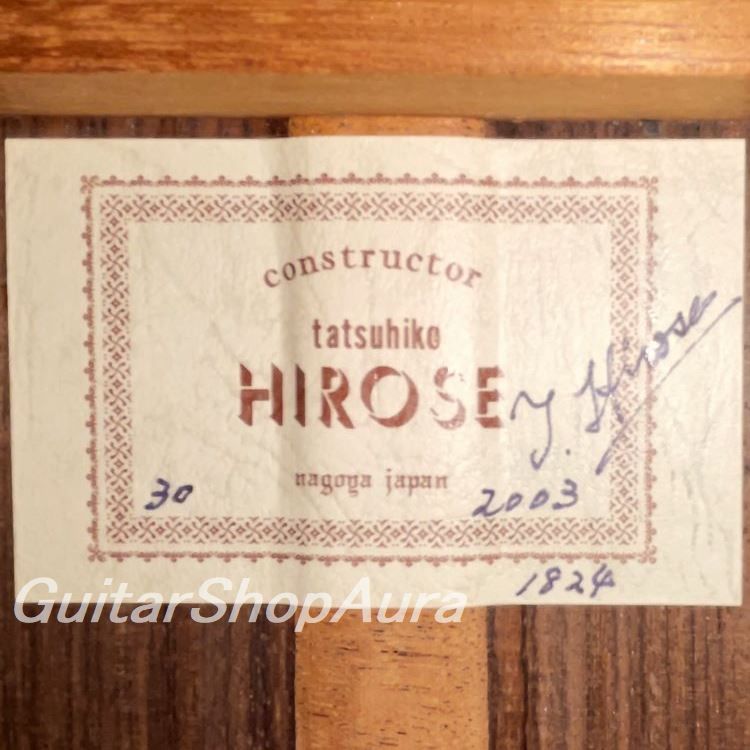 constructor
tatsuhiko
HIROSE
T. Hirose
nagoya japan
30
2003
1824
GuitarShopAura